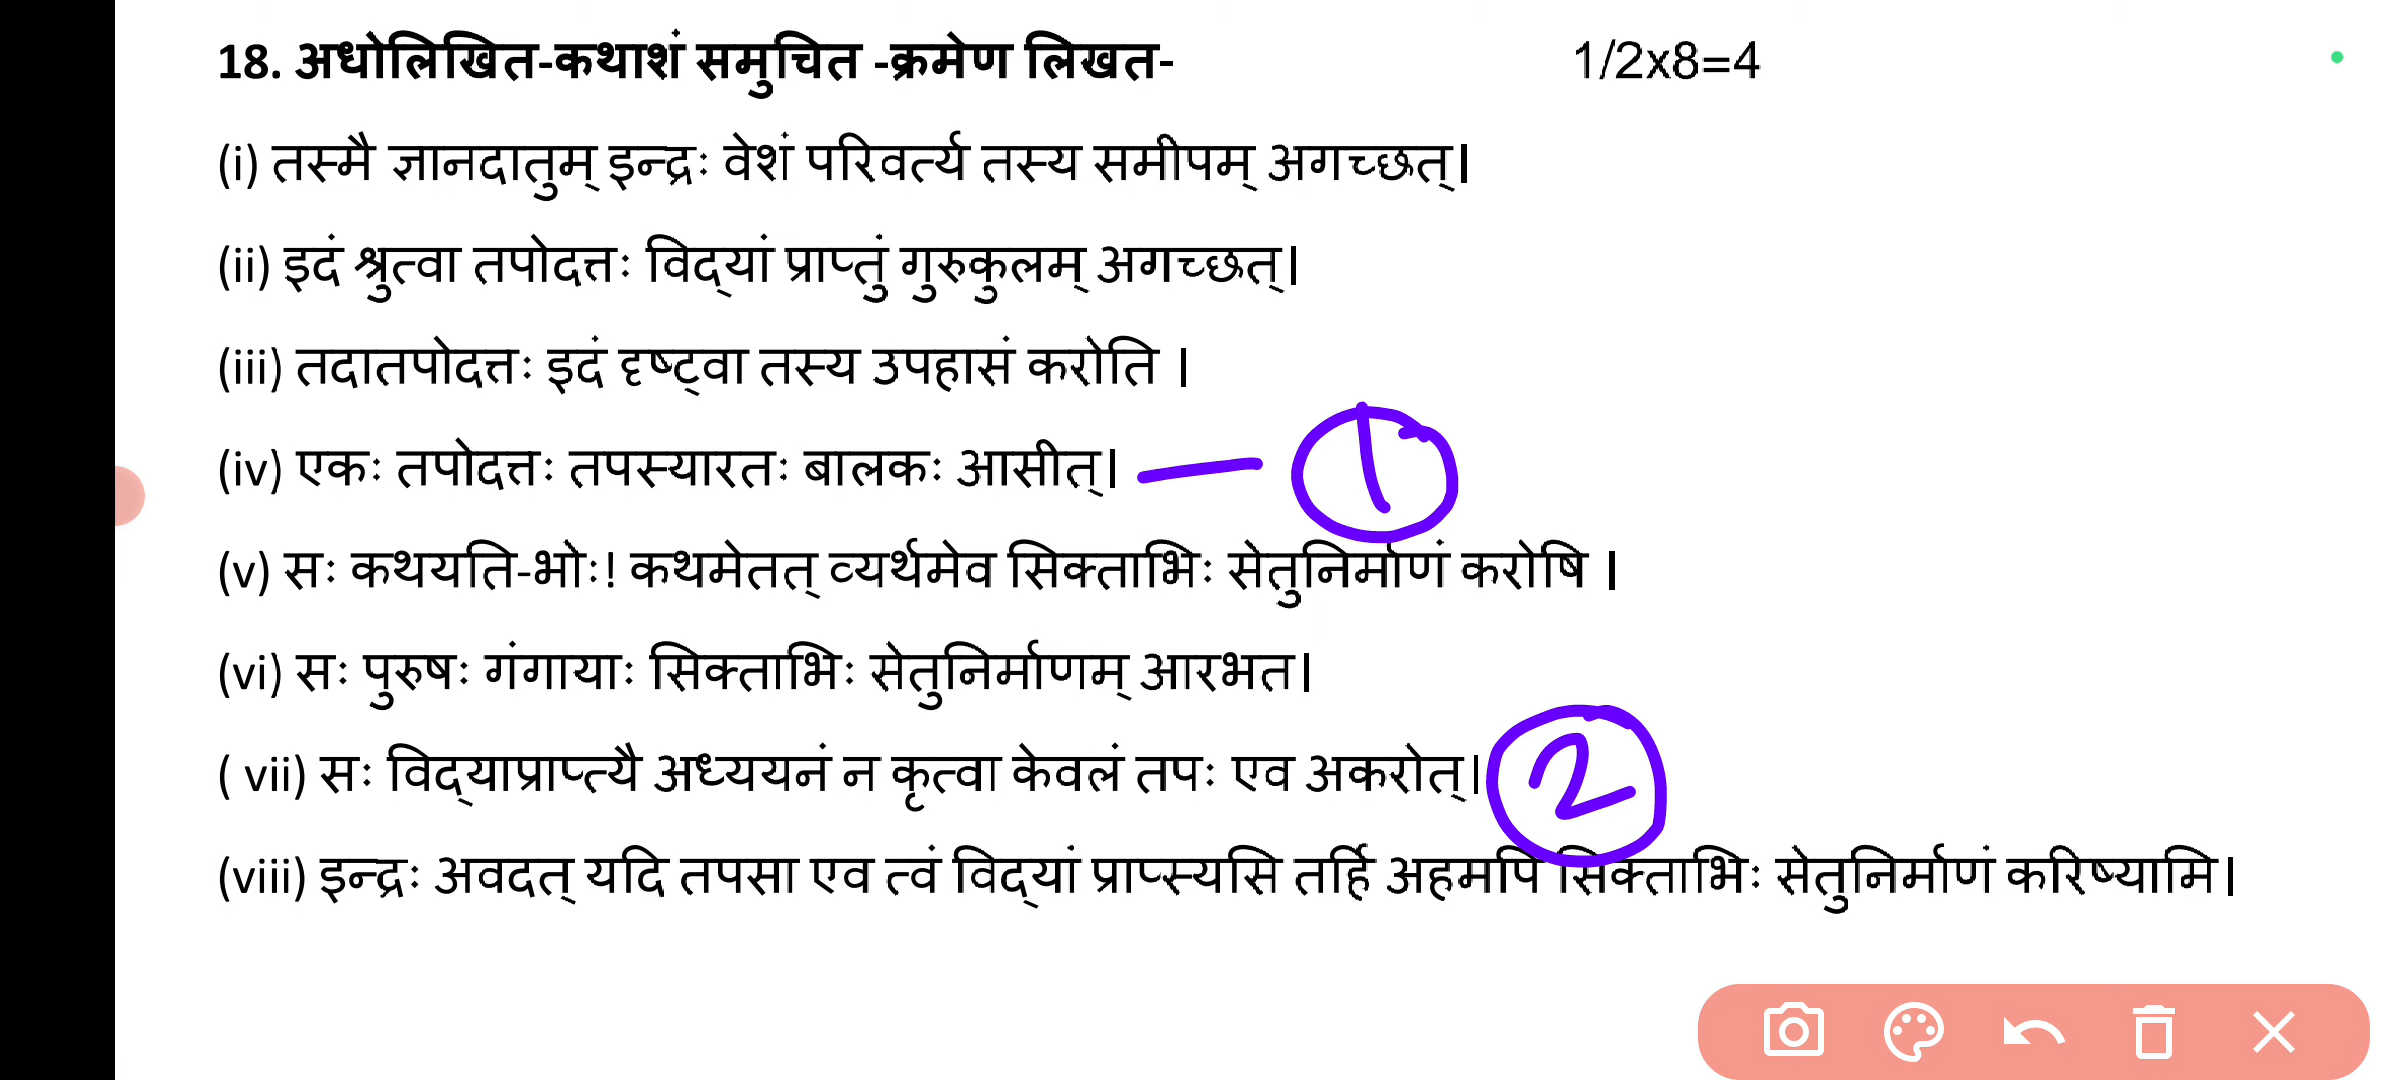 18. अधोलिखित-कथाशं समुचित -क्रमेण लिखत- 1/2x8=4
(i) तस्मै ज्ञानदातुम् इन्द्रः वेशं परिवर्त्य तस्य समीपम् अगच्छत्।
(ii) इदं श्रुत्वा तपोदत्तः विद्यां प्राप्तुं गुरुकुलम् अगच्छत्।
(iii) तदातपोदत्तः इदं दृष्ट्वा तस्य उपहासं करोति ।
(iv) एकः तपोदत्तः तपस्यारतः बालकः आसीत्। — 1
(v) सः कथयति-भोः! कथमेतत् व्यर्थमेव सिक्ताभिः सेतुनिर्माणं करोषि ।
(vi) सः पुरुषः गंगायाः सिक्ताभिः सेतुनिर्माणम् आरभत।
( vii) सः विद्याप्राप्त्यै अध्ययनं न कृत्वा केवलं तपः एव अकरोत्। 2
(viii) इन्द्रः अवदत् यदि तपसा एव त्वं विद्यां प्राप्स्यसि तर्हि अहमपि सिक्ताभिः सेतुनिर्माणं करिष्यामि।